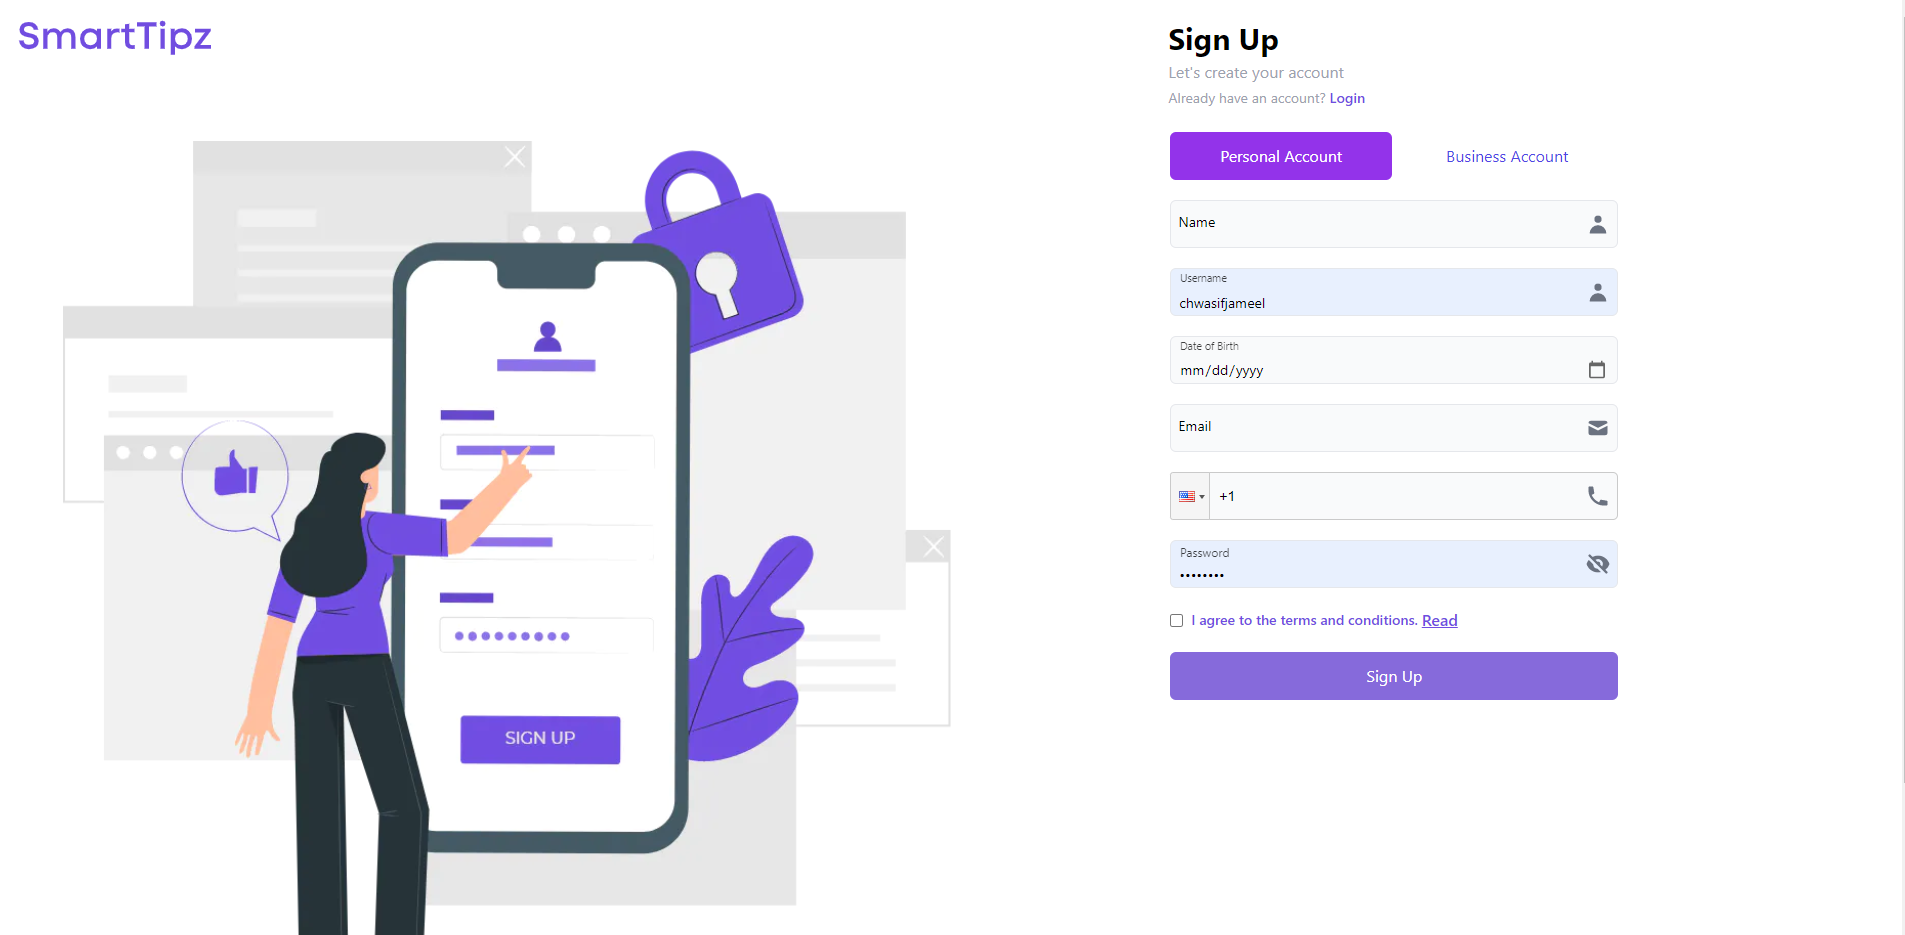 SmartTipz
SIGN UP
Sign Up
Let's create your account
Already have an account? Login
Personal Account
Business Account
Name
Username
chwasifjameel
Date of Birth
mm/dd/yyyy
Email
+1
Password
••••••••
I agree to the terms and conditions. Read
Sign Up